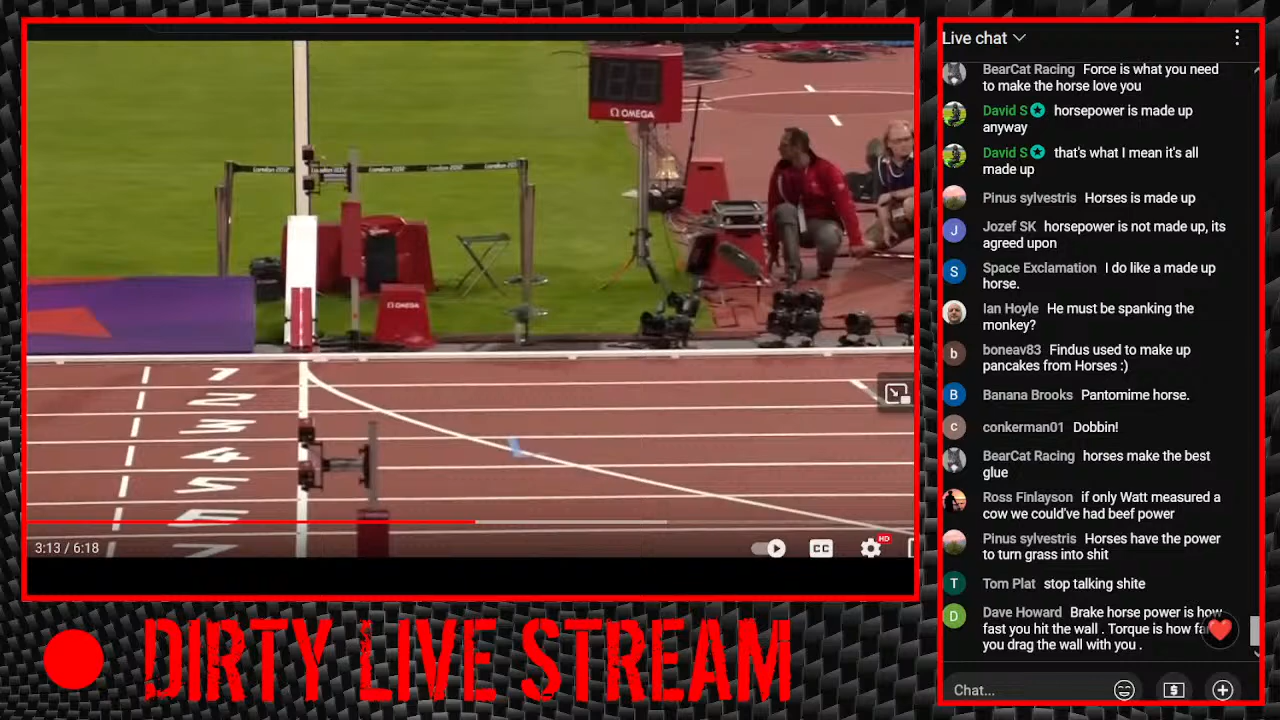 London 2012 London 2012 London 2012
Ω OMEGA
Ω OMEGA
1
2
3
4
5
6
7
3:13 / 6:18
CC
HD
DIRTY LIVE STREAM
Live chat
BearCat Racing Force is what you need
to make the horse love you
David S horsepower is made up
anyway
David S that's what I mean it's all
made up
Pinus sylvestris Horses is made up
J
Jozef SK horsepower is not made up, its
agreed upon
S
Space Exclamation I do like a made up
horse.
Ian Hoyle He must be spanking the
monkey?
b
boneav83 Findus used to make up
pancakes from Horses :)
B
Banana Brooks Pantomime horse.
c
conkerman01 Dobbin!
BearCat Racing horses make the best
glue
Ross Finlayson if only Watt measured a
cow we could've had beef power
Pinus sylvestris Horses have the power
to turn grass into shit
T
Tom Plat stop talking shite
D
Dave Howard Brake horse power is how
fast you hit the wall . Torque is how fa
you drag the wall with you .
Chat...
$